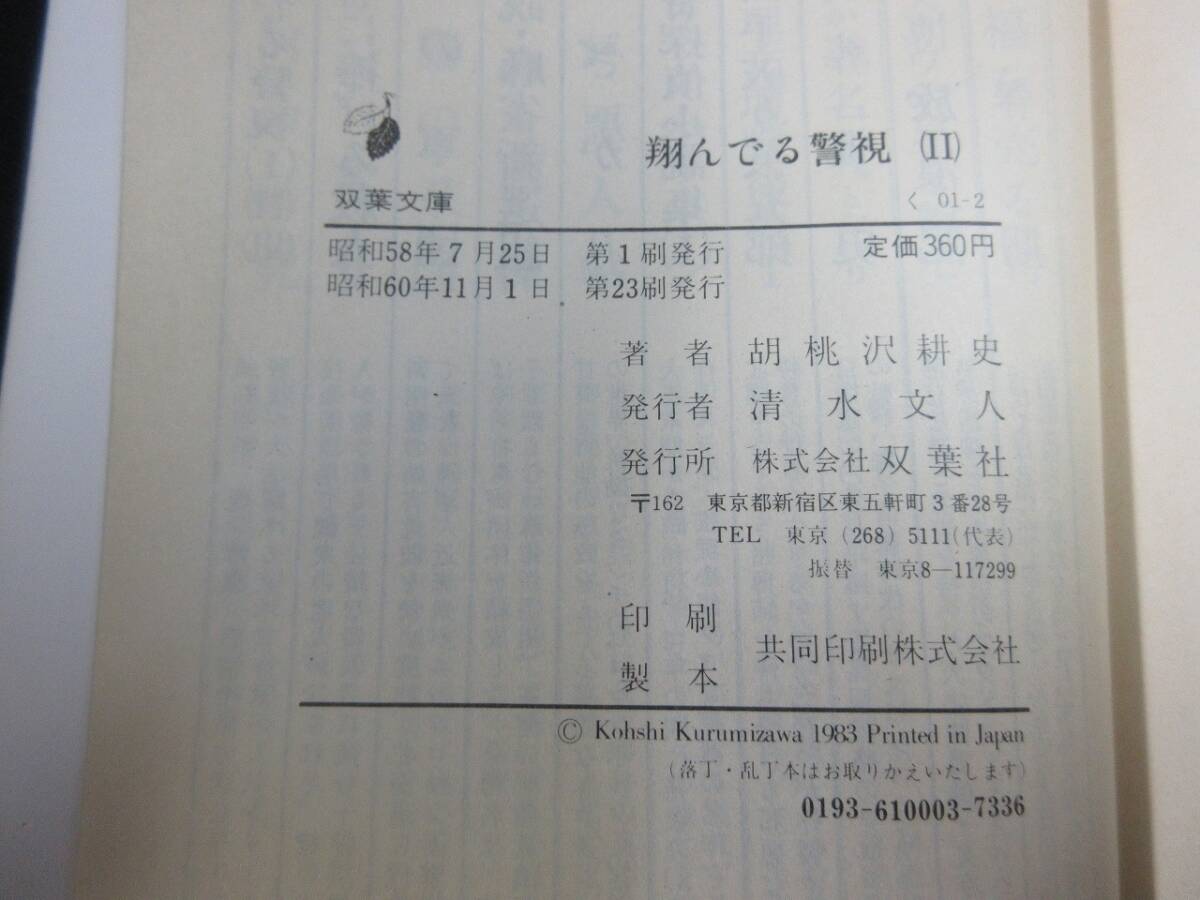 翔んでる警視 (II)
双葉文庫
く 01-2
昭和58年7月25日 第1刷発行
定価360円
昭和60年11月1日 第23刷発行
著者 胡桃沢耕史
発行者 清水文人
発行所 株式会社双葉社
〒162 東京都新宿区東五軒町3番28号
TEL 東京 (268) 5111(代表)
振替 東京8—117299
印刷
共同印刷株式会社
製本
© Kohshi Kurumizawa 1983 Printed in Japan
(落丁・乱丁本はお取りかえいたします)
0193-610003-7336